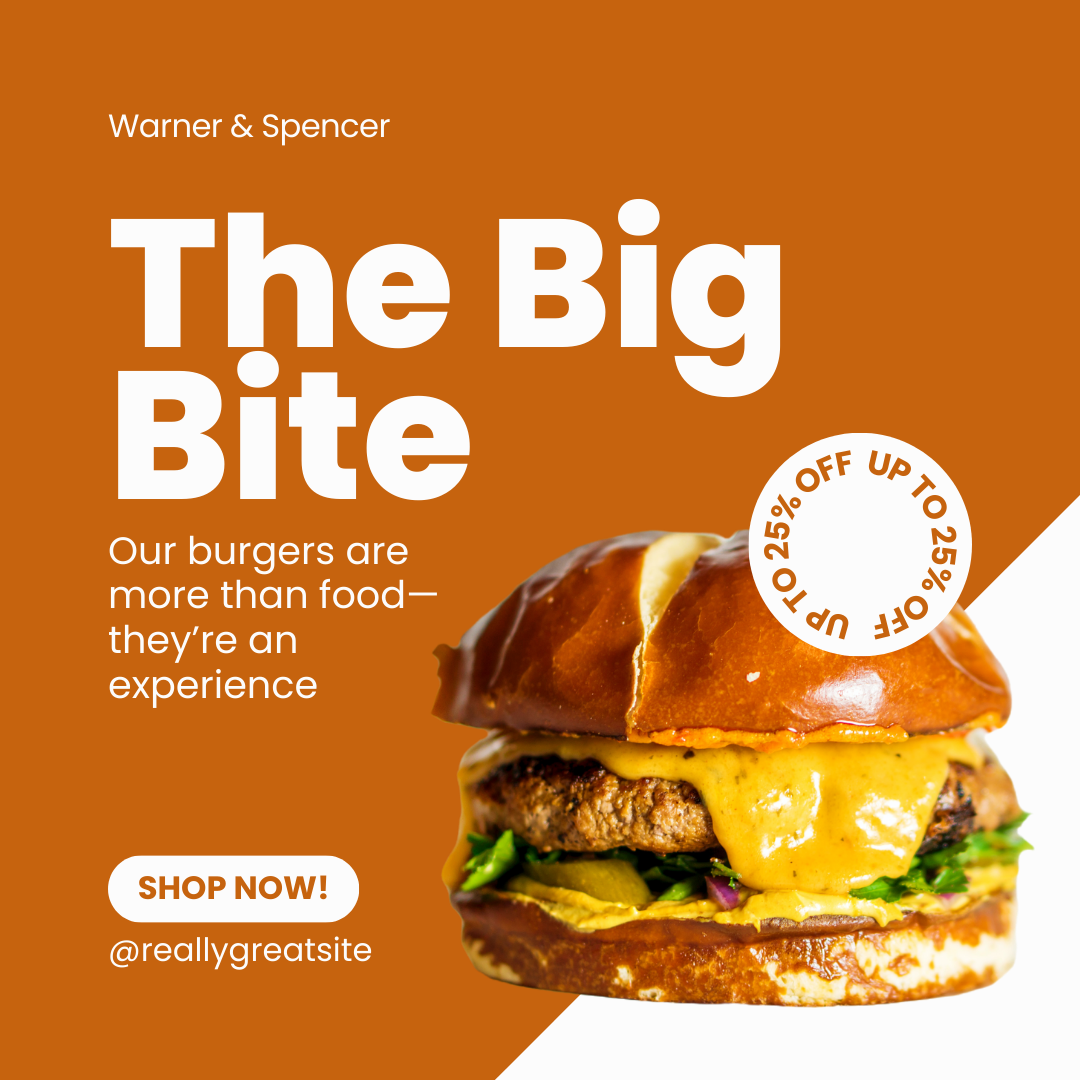 Warner & Spencer
The Big
Bite
Our burgers are
more than food—
they’re an
experience
UP TO 25% OFF UP TO 25% OFF
SHOP NOW!
@reallygreatsite